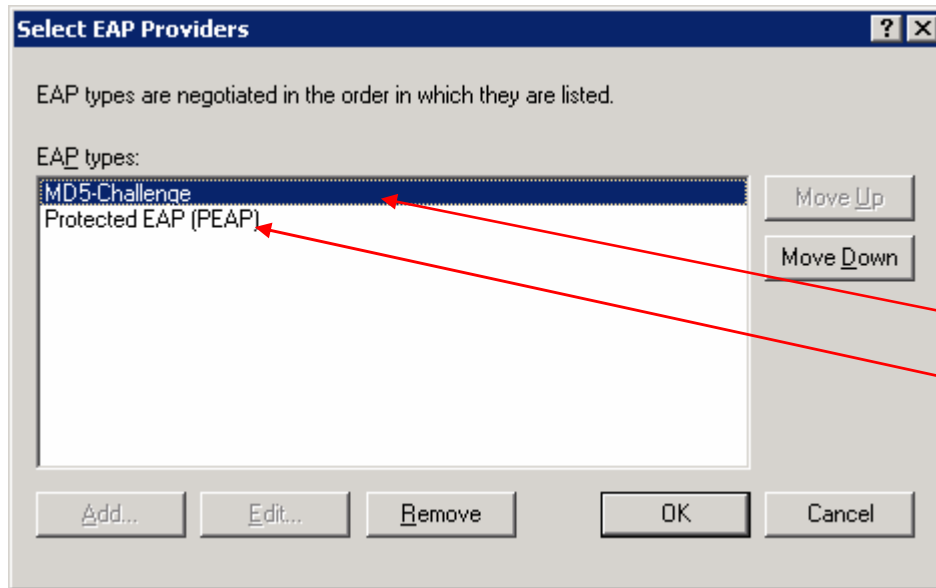 Select EAP Providers
EAP types are negotiated in the order in which they are listed.
EAP types:
MD5-Challenge
Protected EAP (PEAP)
Move Up
Move Down
Add...
Edit...
Remove
OK
Cancel